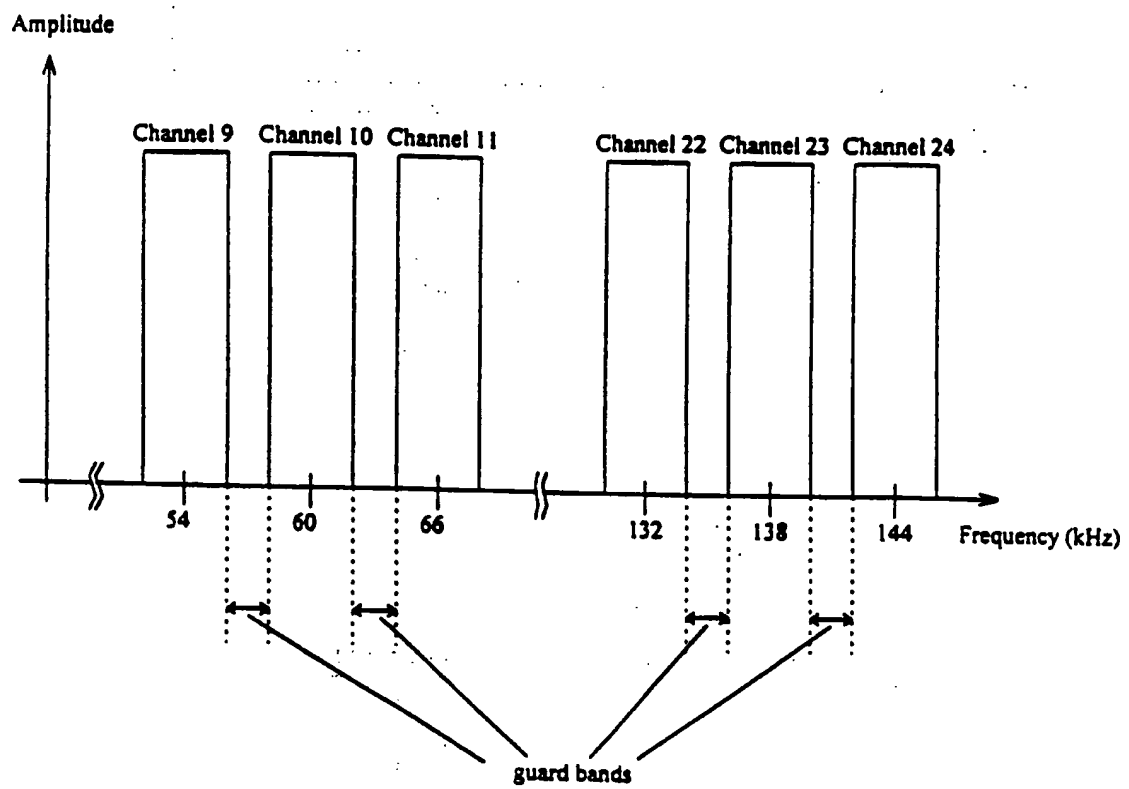 Amplitude
Channel 9 Channel 10 Channel 11
Channel 22 Channel 23 Channel 24
54 60 66 132 138 144 Frequency (kHz)
guard bands